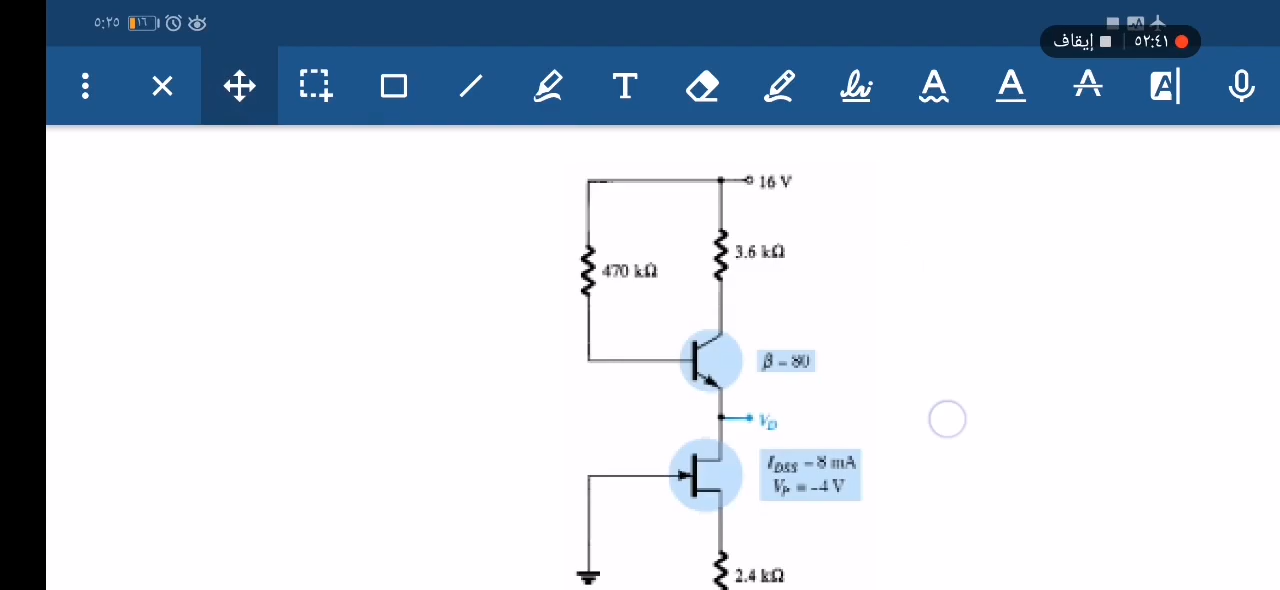 ٥:٢٥ ١٦
إيقاف ٥٢:٤١
16 V
3.6 kΩ
470 kΩ
β = 80
V_D
I_DSS = 8 mA
V_P = -4 V
2.4 kΩ